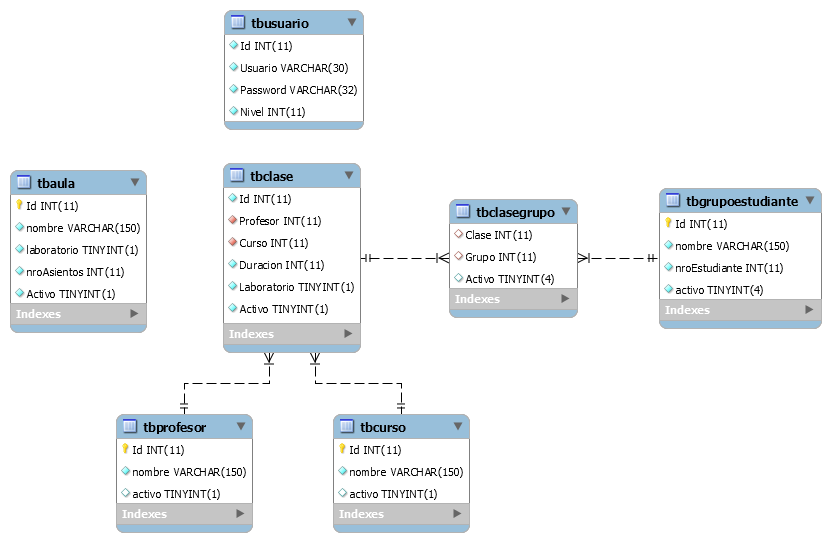 tbusuario
Id INT(11)
Usuario VARCHAR(30)
Password VARCHAR(32)
Nivel INT(11)
tbaula
Id INT(11)
nombre VARCHAR(150)
laboratorio TINYINT(1)
nroAsientos INT(11)
Activo TINYINT(1)
Indexes
tbclase
Id INT(11)
Profesor INT(11)
Curso INT(11)
Duracion INT(11)
Laboratorio TINYINT(1)
Activo TINYINT(1)
Indexes
tbclasegrupo
Clase INT(11)
Grupo INT(11)
Activo TINYINT(4)
Indexes
tbgrupoestudiante
Id INT(11)
nombre VARCHAR(150)
nroEstudiante INT(11)
activo TINYINT(4)
Indexes
tbprofesor
Id INT(11)
nombre VARCHAR(150)
activo TINYINT(1)
Indexes
tbcurso
Id INT(11)
nombre VARCHAR(150)
activo TINYINT(1)
Indexes